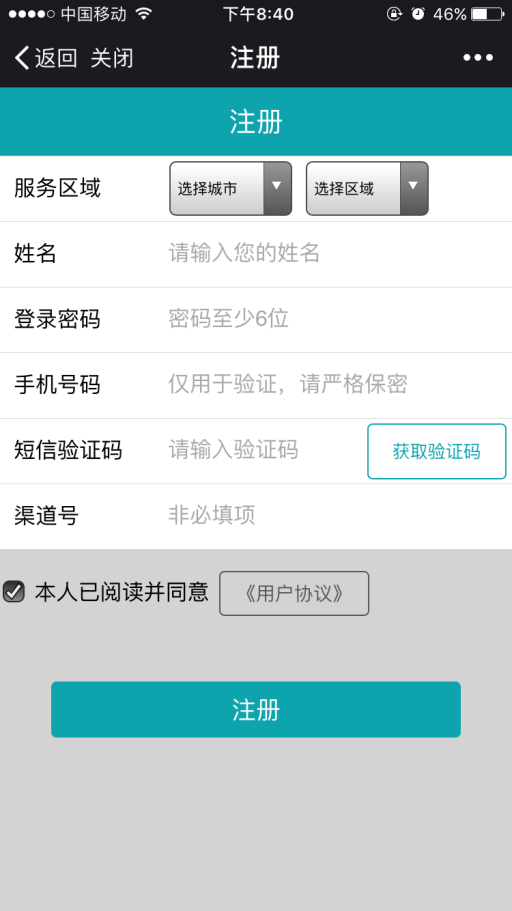 中国移动 下午8:40 46%
返回 关闭 注册
注册
服务区域 选择城市 选择区域
姓名 请输入您的姓名
登录密码 密码至少6位
手机号码 仅用于验证，请严格保密
短信验证码 请输入验证码 获取验证码
渠道号 非必填项
本人已阅读并同意 《用户协议》
注册